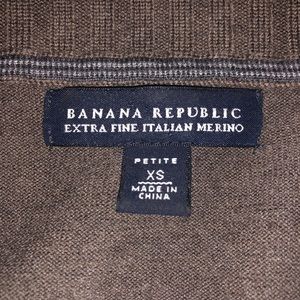 BANANA REPUBLIC
EXTRA FINE ITALIAN MERINO
PETITE
XS
MADE IN
CHINA